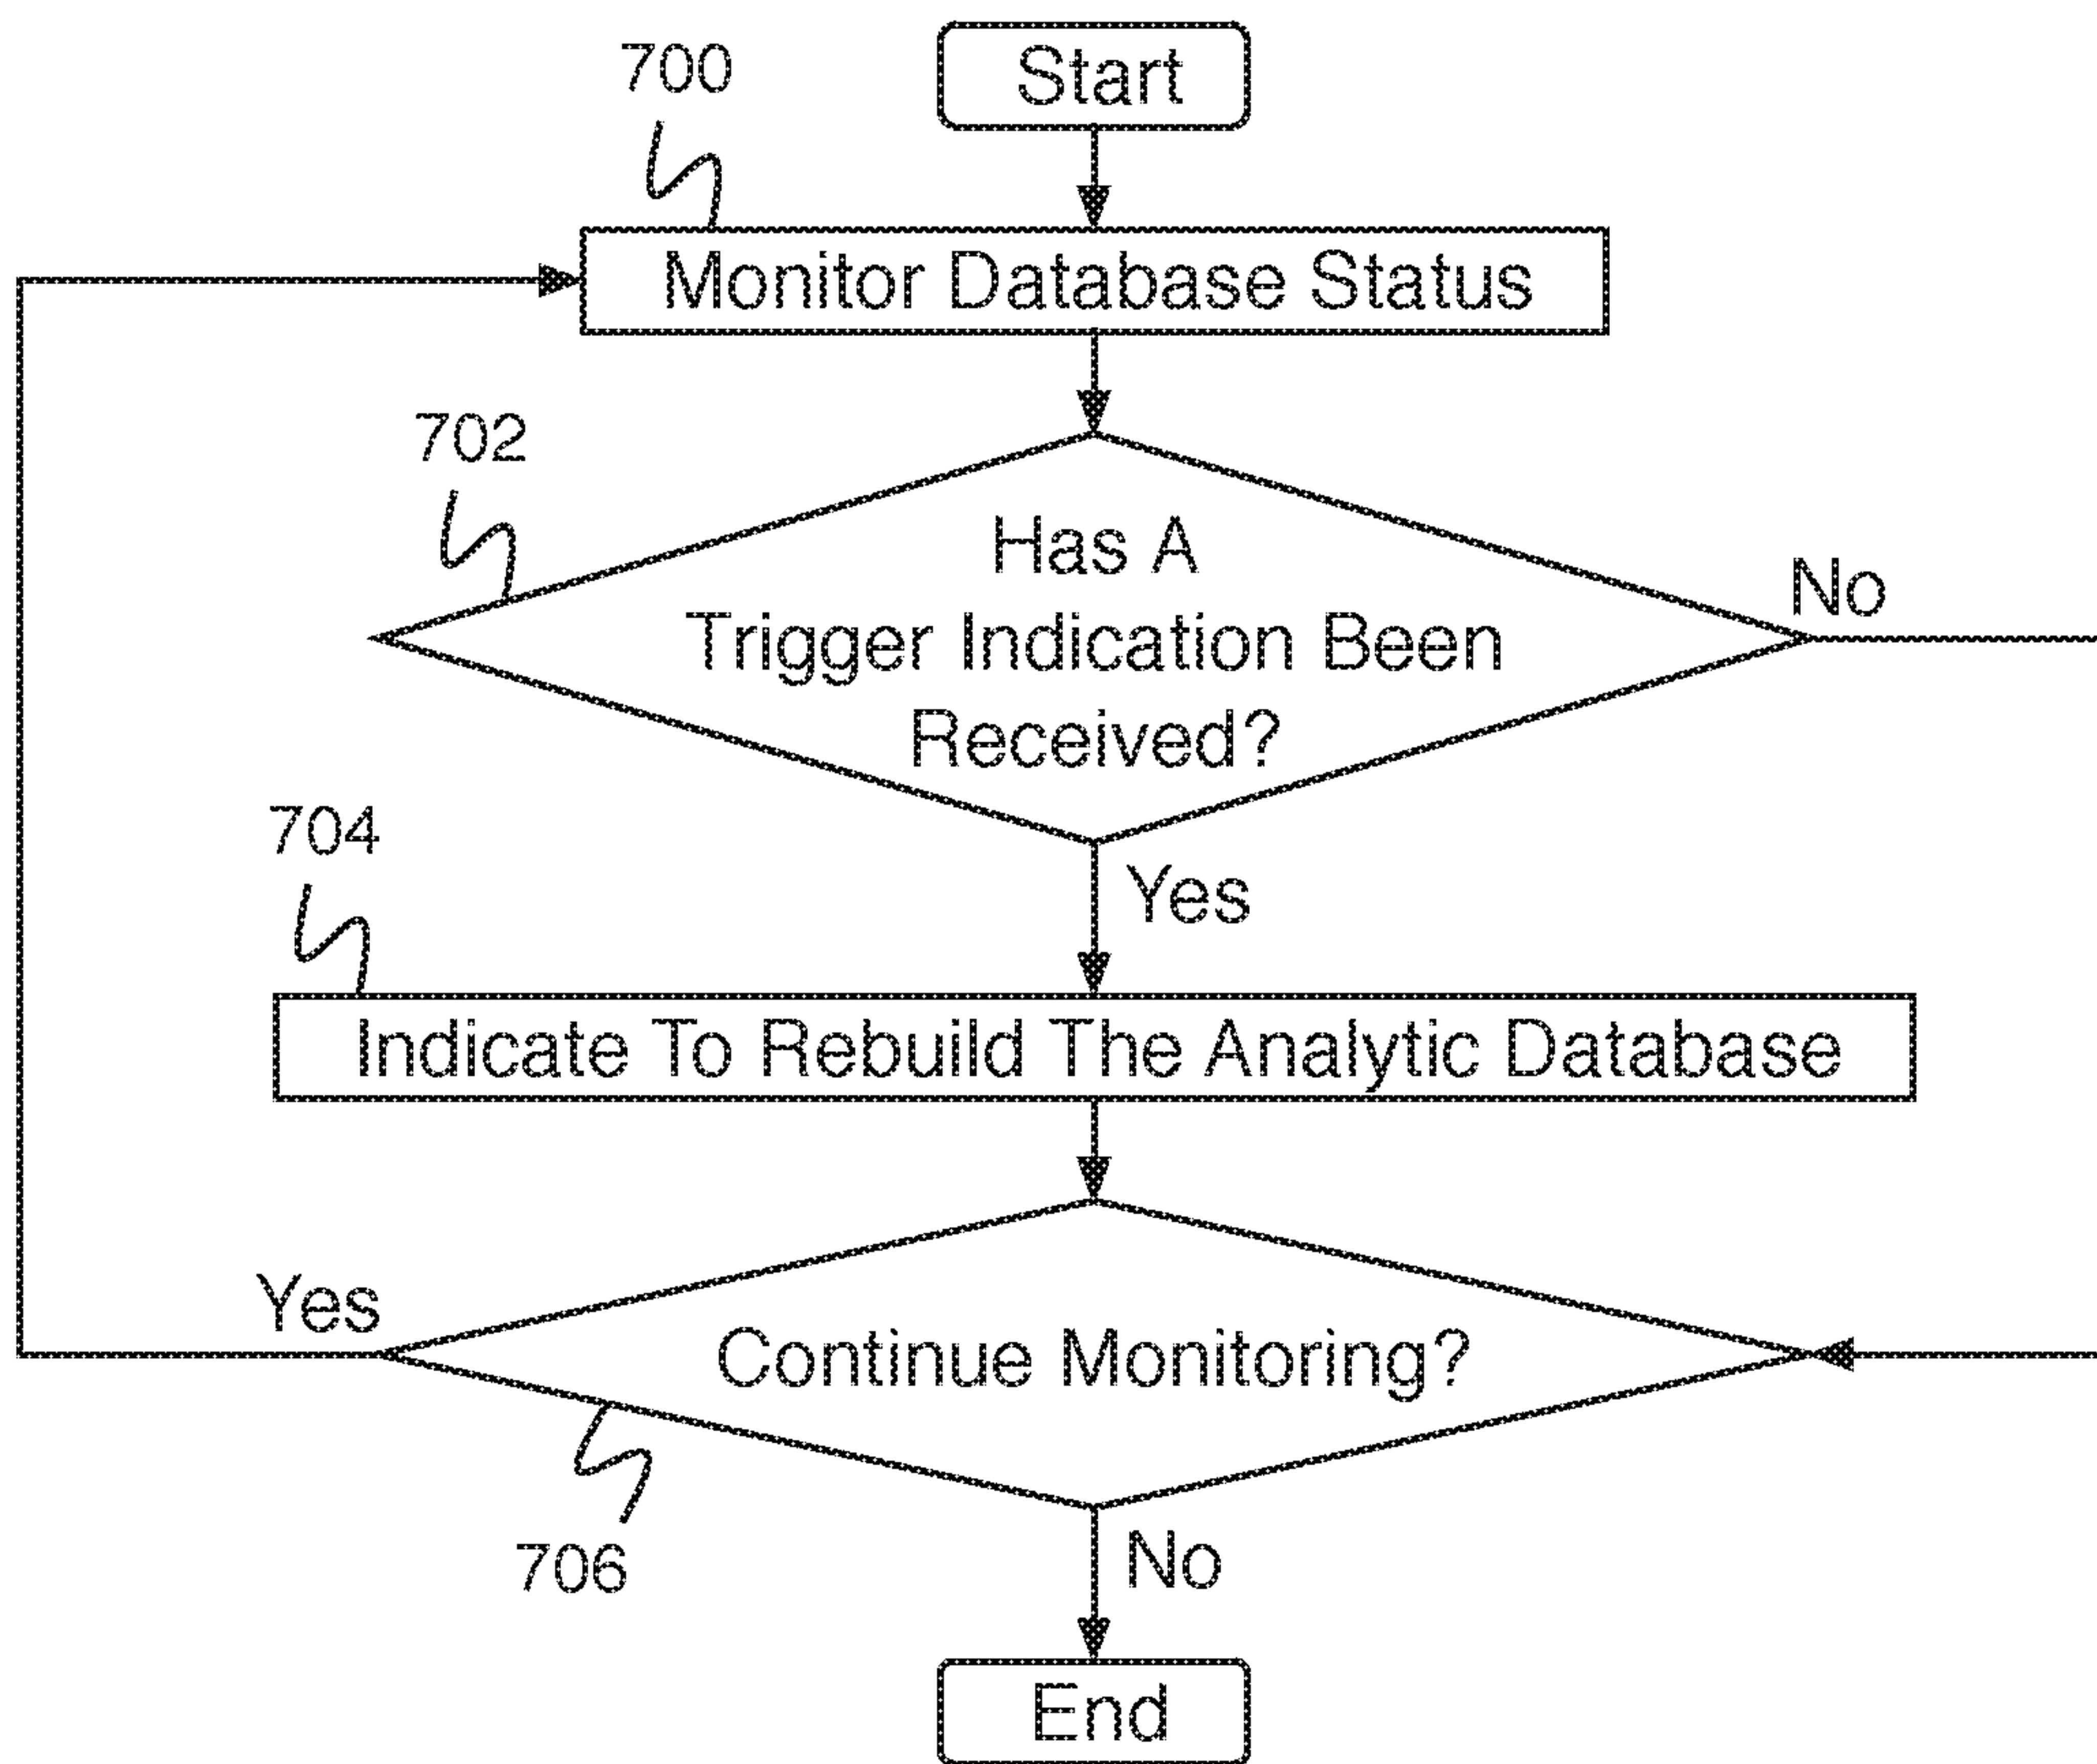 700
Start
Monitor Database Status
702
Has A
Trigger Indication Been
Received?
No
704
Yes
Indicate To Rebuild The Analytic Database
Yes
Continue Monitoring?
706
No
End